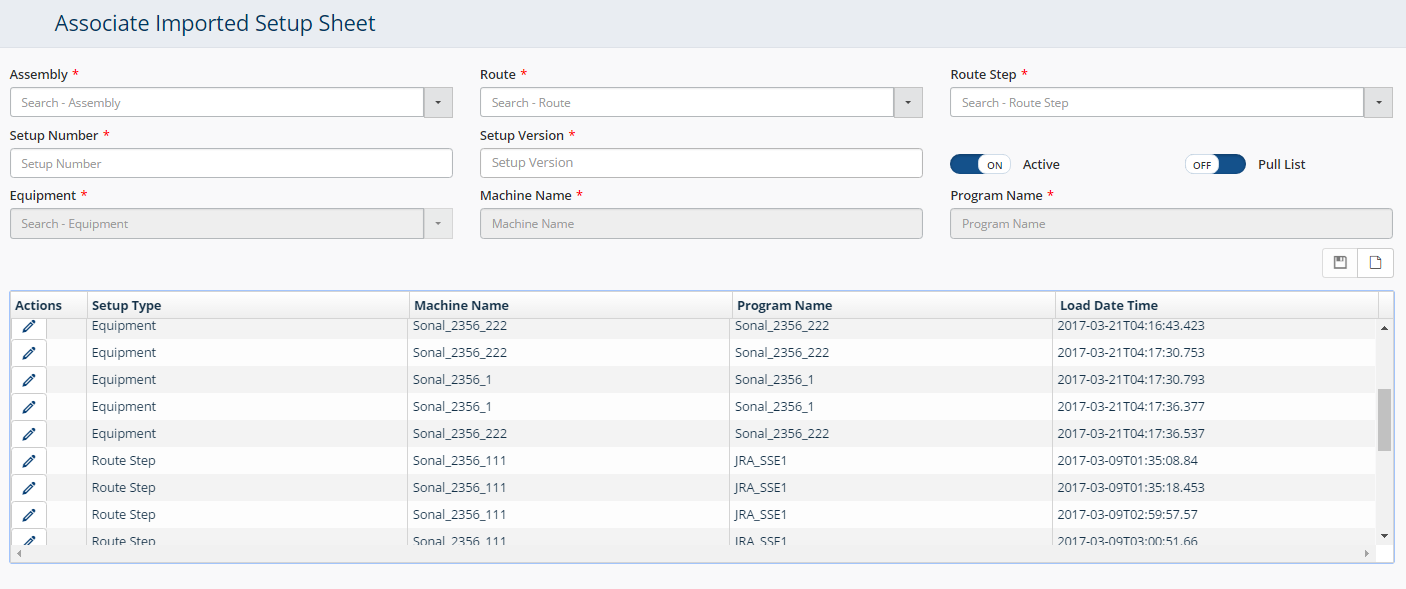 Associate Imported Setup Sheet
Assembly * Route * Route Step *
Search - Assembly Search - Route Search - Route Step
Setup Number * Setup Version *
Setup Number Setup Version ON Active OFF Pull List
Equipment * Machine Name * Program Name *
Search - Equipment Machine Name Program Name
Actions Setup Type Machine Name Program Name Load Date Time
Equipment Sonal_2356_222 Sonal_2356_222 2017-03-21T04:16:43.423
Equipment Sonal_2356_222 Sonal_2356_222 2017-03-21T04:17:30.753
Equipment Sonal_2356_1 Sonal_2356_1 2017-03-21T04:17:30.793
Equipment Sonal_2356_1 Sonal_2356_1 2017-03-21T04:17:36.377
Equipment Sonal_2356_222 Sonal_2356_222 2017-03-21T04:17:36.537
Route Step Sonal_2356_111 JRA_SSE1 2017-03-09T01:35:08.84
Route Step Sonal_2356_111 JRA_SSE1 2017-03-09T01:35:18.453
Route Step Sonal_2356_111 JRA_SSE1 2017-03-09T02:59:57.57
Route Step Sonal_2356_111 JRA_SSE1 2017-03-09T03:00:51.66